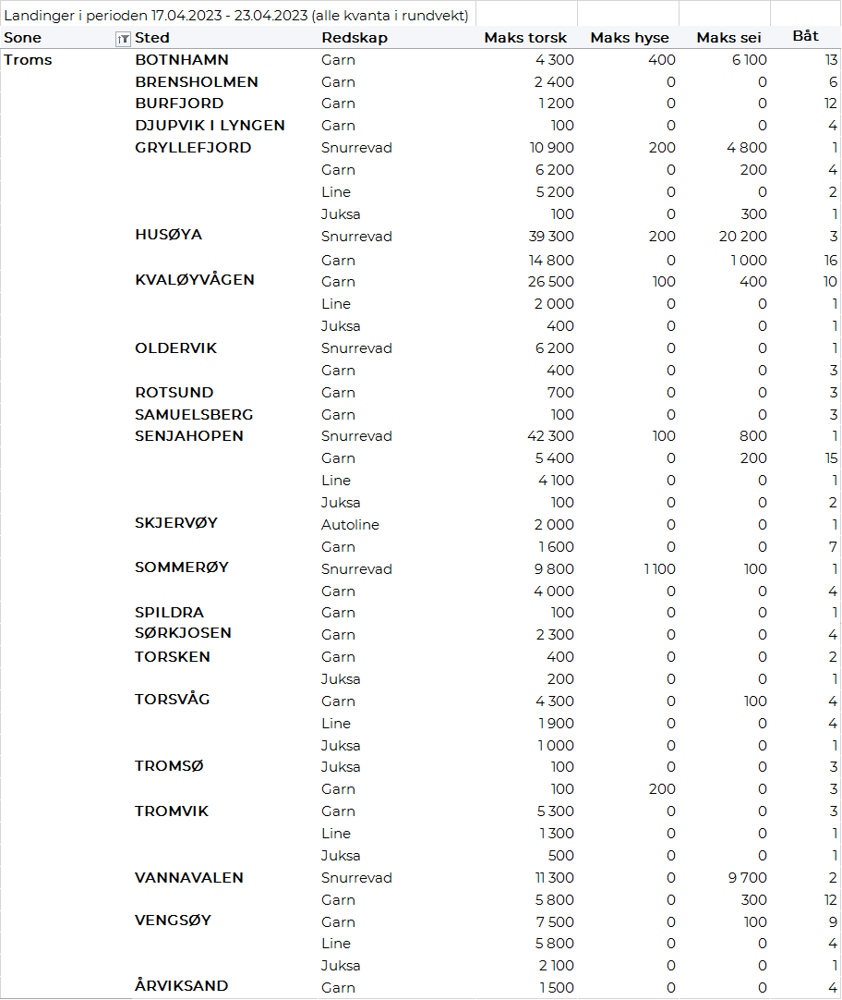 Landinger i perioden 17.04.2023 - 23.04.2023 (alle kvanta i rundvekt)
Sone Sted Redskap Maks torsk Maks hyse Maks sei Båt
Troms BOTNHAMN Garn 4 300 400 6 100 13
BRENSHOLMEN Garn 2 400 0 0 6
BURFJORD Garn 1 200 0 0 12
DJUPVIK I LYNGEN Garn 100 0 0 4
GRYLLEFJORD Snurrevad 10 900 200 4 800 1
Garn 6 200 0 200 4
Line 5 200 0 0 2
Juksa 100 0 300 1
HUSØYA Snurrevad 39 300 200 20 200 3
Garn 14 800 0 1 000 16
KVALØYVÅGEN Garn 26 500 100 400 10
Line 2 000 0 0 1
Juksa 400 0 0 1
OLDERVIK Snurrevad 6 200 0 0 1
Garn 400 0 0 3
ROTSUND Garn 700 0 0 3
SAMUELSBERG Garn 100 0 0 3
SENJAHOPEN Snurrevad 42 300 100 800 1
Garn 5 400 0 200 15
Line 4 100 0 0 1
Juksa 100 0 0 2
SKJERVØY Autoline 2 000 0 0 1
Garn 1 600 0 0 7
SOMMERØY Snurrevad 9 800 1 100 100 1
Garn 4 000 0 0 4
SPILDRA Garn 100 0 0 1
SØRKJOSEN Garn 2 300 0 0 4
TORSKEN Garn 400 0 0 2
Juksa 200 0 0 1
TORSVÅG Garn 4 300 0 100 4
Line 1 900 0 0 4
Juksa 1 000 0 0 1
TROMSØ Juksa 100 0 0 3
Garn 100 200 0 3
TROMVIK Garn 5 300 0 0 3
Line 1 300 0 0 1
Juksa 500 0 0 1
VANNAVALEN Snurrevad 11 300 0 9 700 2
Garn 5 800 0 300 12
VENGSØY Garn 7 500 0 100 9
Line 5 800 0 0 4
Juksa 2 100 0 0 1
ÅRVIKSAND Garn 1 500 0 0 4